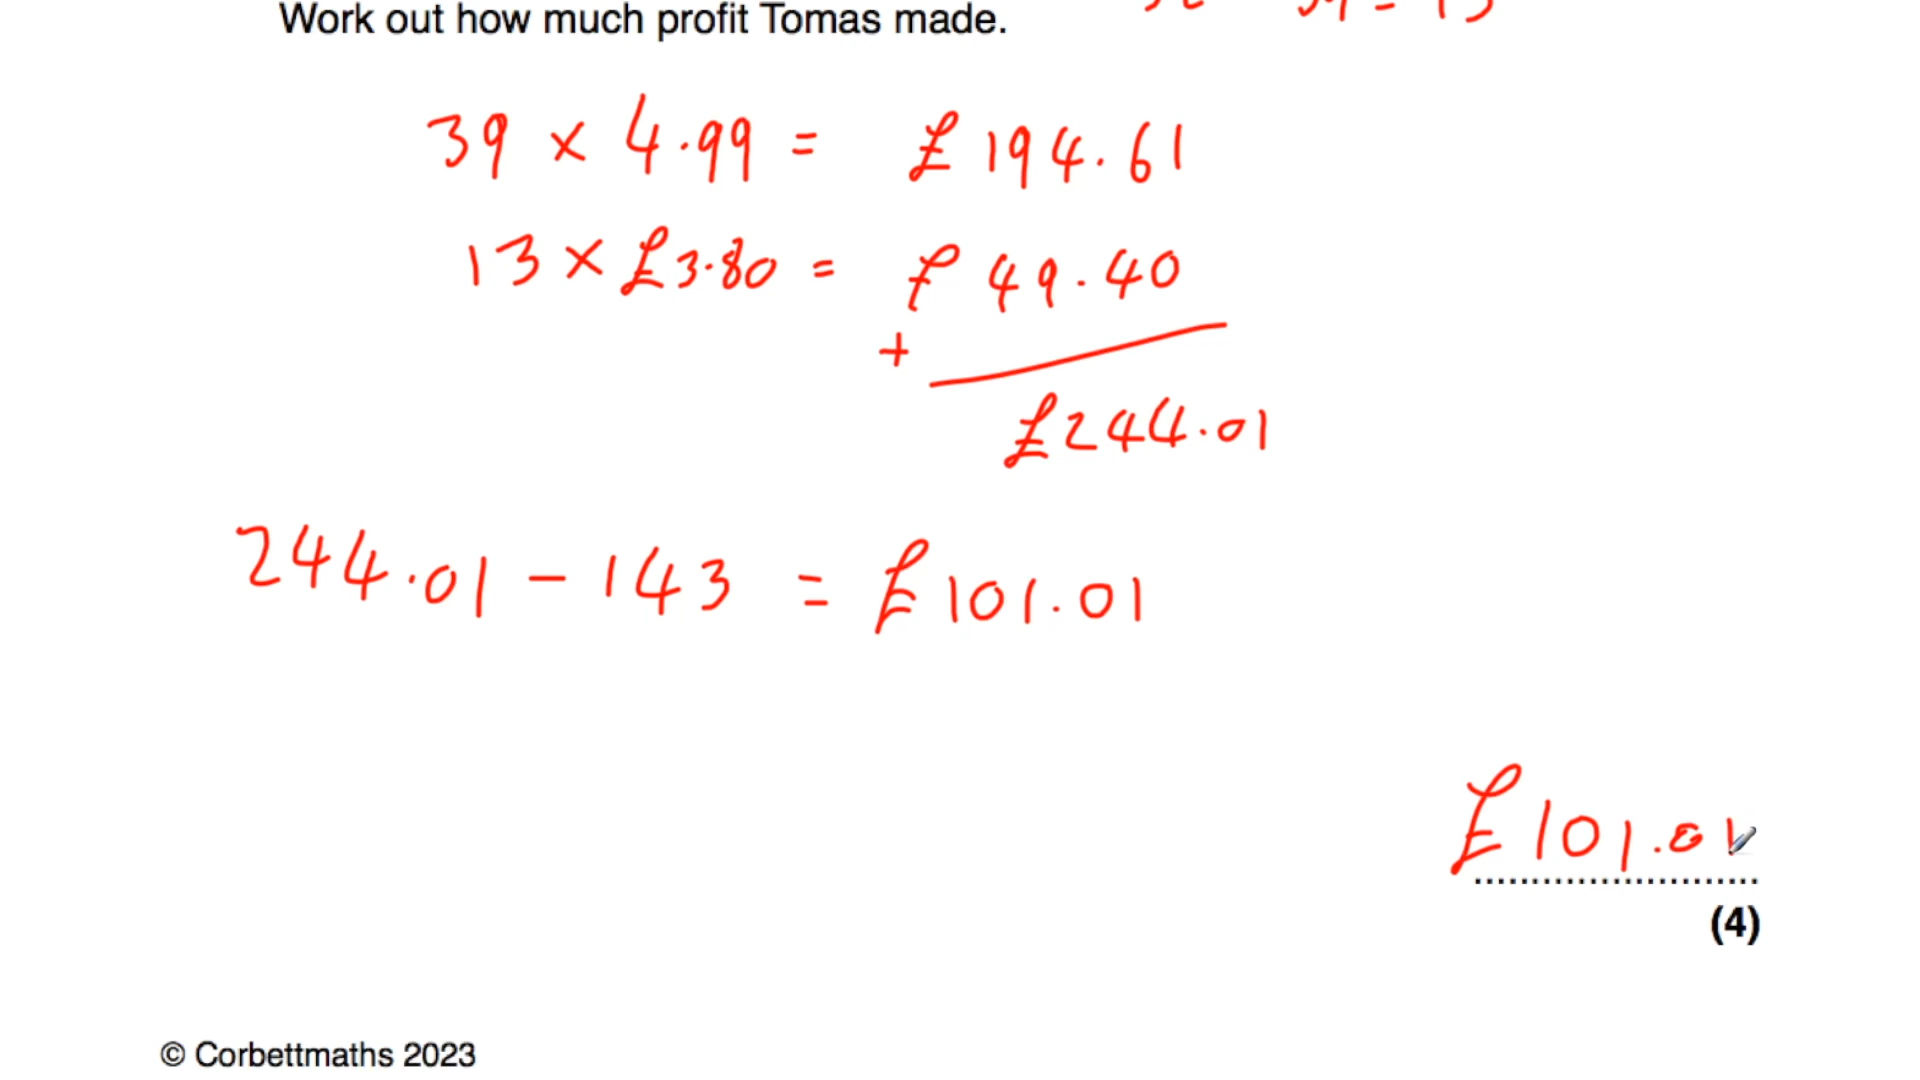 Work out how much profit Tomas made.
39 × 4.99 = £194.61
13 × £3.80 = £49.40
+
£244.01
244.01 - 143 = £101.01
£101.01
(4)
© Corbettmaths 2023